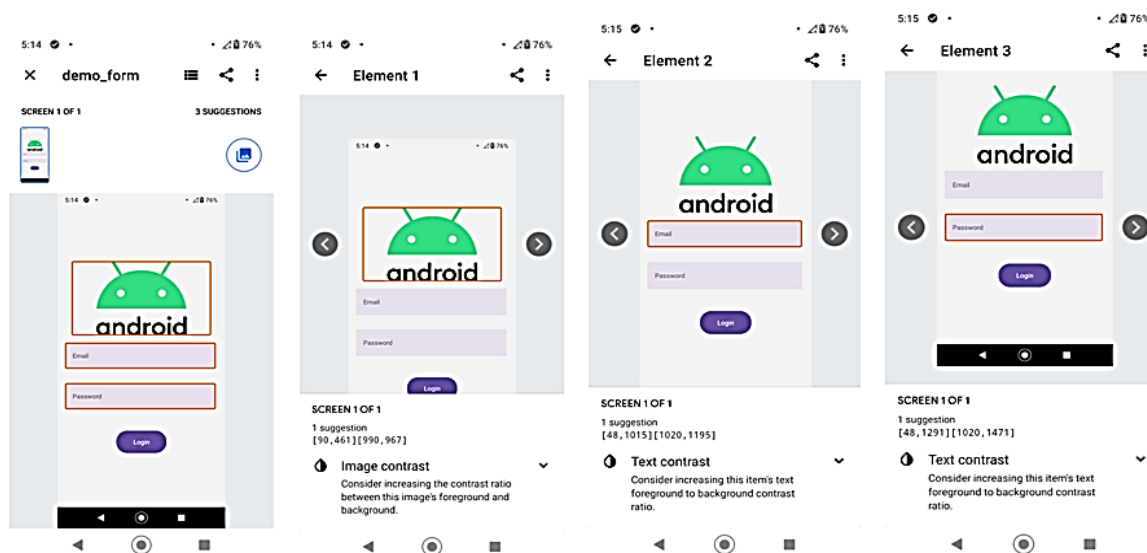 5:14 76%
demo_form
SCREEN 1 OF 1 3 SUGGESTIONS
5:14 76%
android
Email
Password
Login
5:14 76%
Element 1
5:14 76%
android
Email
Password
Login
SCREEN 1 OF 1
1 suggestion
[90,461][990,967]
Image contrast
Consider increasing the contrast ratio
between this image's foreground and
background.
5:15 76%
Element 2
android
Email
Password
Login
SCREEN 1 OF 1
1 suggestion
[48,1015][1020,1195]
Text contrast
Consider increasing this item's text
foreground to background contrast
ratio.
5:15 76%
Element 3
android
Email
Password
Login
SCREEN 1 OF 1
1 suggestion
[48,1291][1020,1471]
Text contrast
Consider increasing this item's text
foreground to background contrast
ratio.